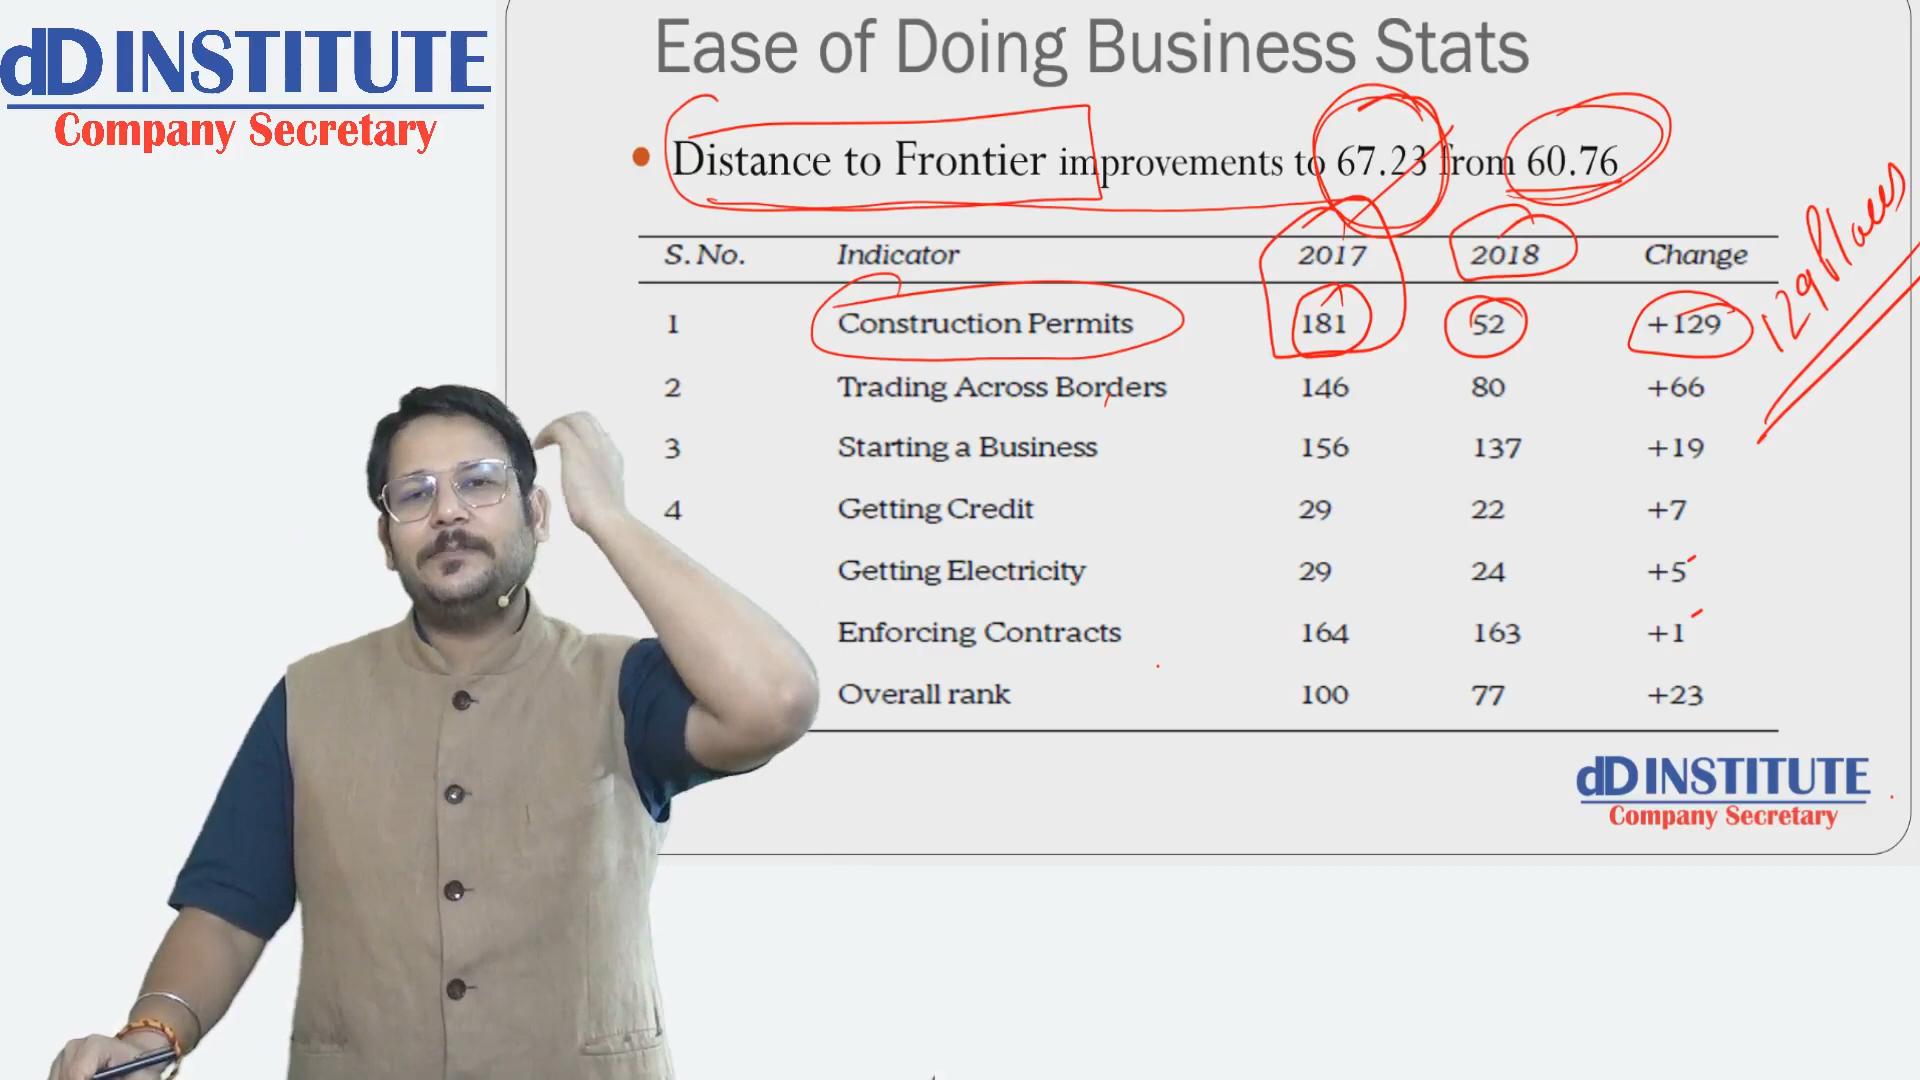 dD INSTITUTE
Company Secretary
Ease of Doing Business Stats
• Distance to Frontier improvements to 67.23 from 60.76
S. No. Indicator 2017 2018 Change
1 Construction Permits 181 52 +129
129 Places
2 Trading Across Borders 146 80 +66
3 Starting a Business 156 137 +19
4 Getting Credit 29 22 +7
Getting Electricity 29 24 +5
Enforcing Contracts 164 163 +1
Overall rank 100 77 +23
dD INSTITUTE
Company Secretary